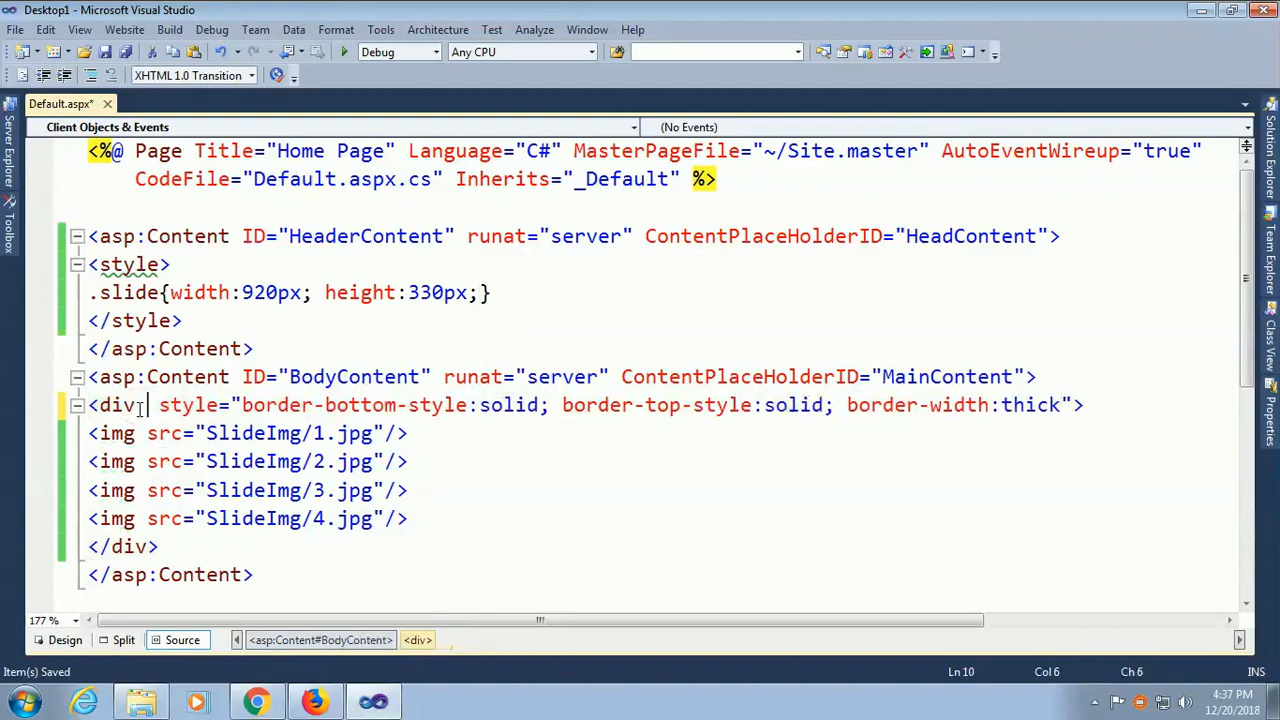 Desktop1 - Microsoft Visual Studio
File Edit View Website Build Debug Team Data Format Tools Architecture Test Analyze Window Help
Debug Any CPU
XHTML 1.0 Transition
Default.aspx*
Client Objects & Events (No Events)
<%@ Page Title="Home Page" Language="C#" MasterPageFile="~/Site.master" AutoEventWireup="true"
CodeFile="Default.aspx.cs" Inherits="_Default" %>
<asp:Content ID="HeaderContent" runat="server" ContentPlaceHolderID="HeadContent">
<style>
.slide{width:920px; height:330px;}
</style>
</asp:Content>
<asp:Content ID="BodyContent" runat="server" ContentPlaceHolderID="MainContent">
<div style="border-bottom-style:solid; border-top-style:solid; border-width:thick">
<img src="SlideImg/1.jpg"/>
<img src="SlideImg/2.jpg"/>
<img src="SlideImg/3.jpg"/>
<img src="SlideImg/4.jpg"/>
</div>
</asp:Content>
Server Explorer
Toolbox
Solution Explorer
Team Explorer
Class View
Properties
177 %
Design Split Source <asp:Content#BodyContent> <div>
Item(s) Saved Ln 10 Col 6 Ch 6 INS
4:37 PM
12/20/2018